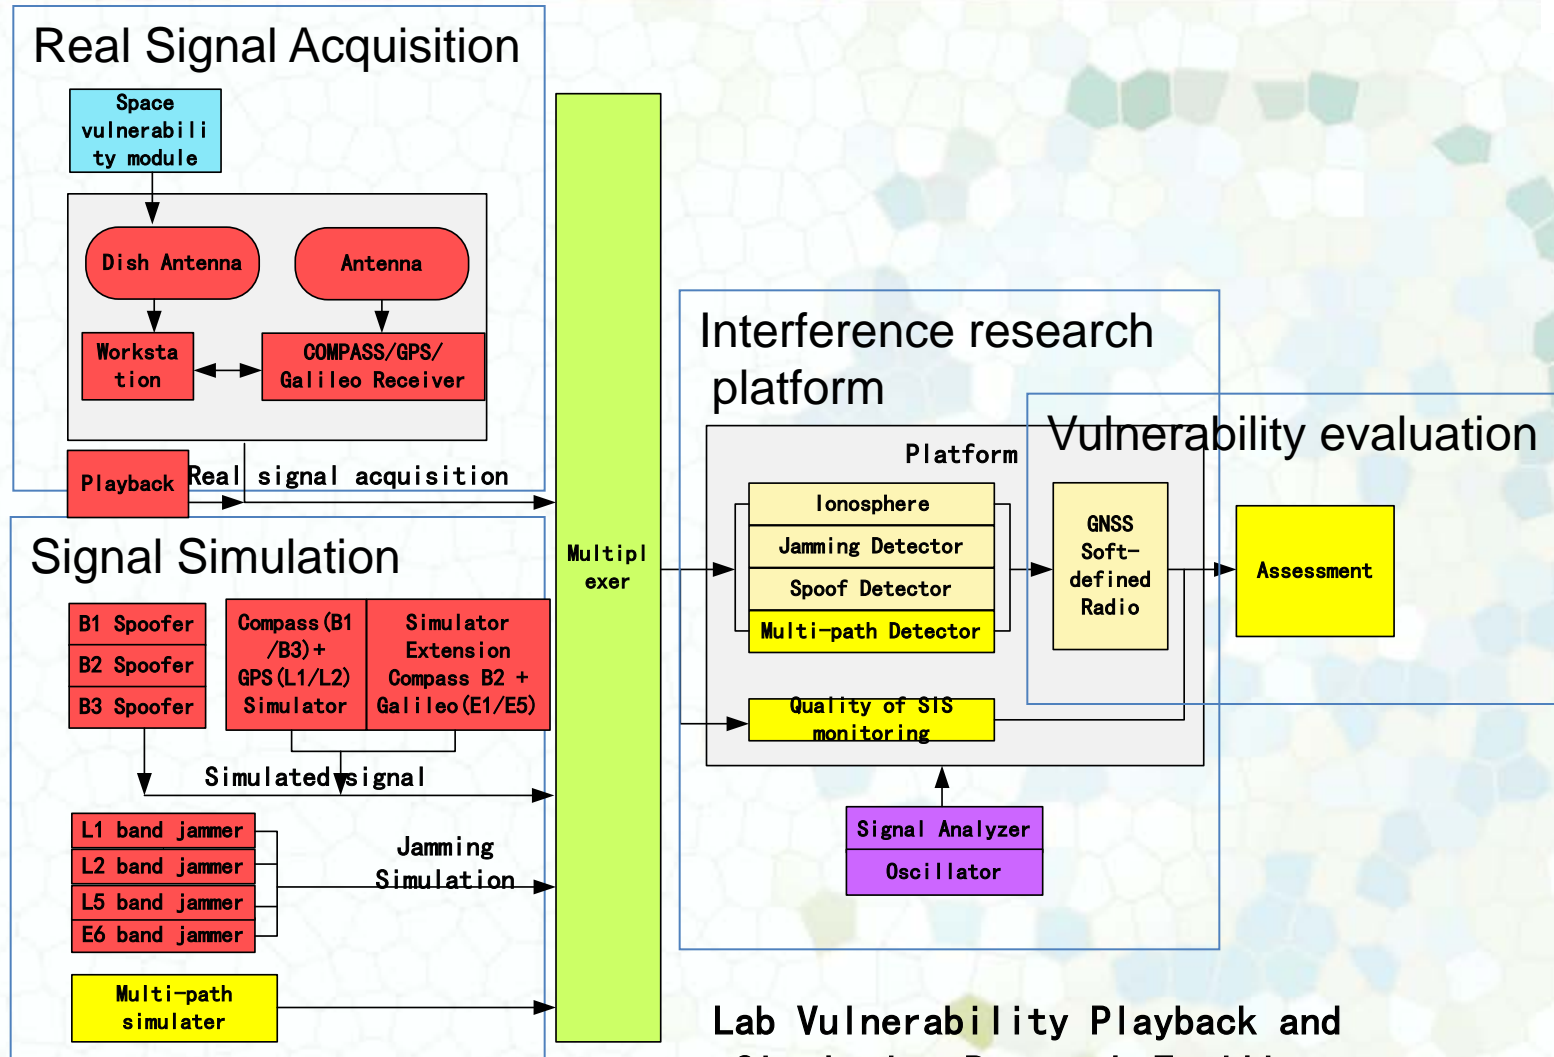 Real Signal Acquisition
Space
vulnerabili
ty module
Dish Antenna
Antenna
Worksta
tion
COMPASS/GPS/
Galileo Receiver
Playback
Real signal acquisition
Signal Simulation
B1 Spoofer
B2 Spoofer
B3 Spoofer
Compass(B1
/B3)+
GPS(L1/L2)
Simulator
Simulator
Extension
Compass B2 +
Galileo(E1/E5)
Simulated signal
L1 band jammer
L2 band jammer
L5 band jammer
E6 band jammer
Jamming
Simulation
Multi-path
simulater
Multipl
exer
Interference research
platform
Platform
Ionosphere
Jamming Detector
Spoof Detector
Multi-path Detector
Quality of SIS
monitoring
GNSS
Soft-
defined
Radio
Signal Analyzer
Oscillator
Vulnerability evaluation
Assessment
Lab Vulnerability Playback and